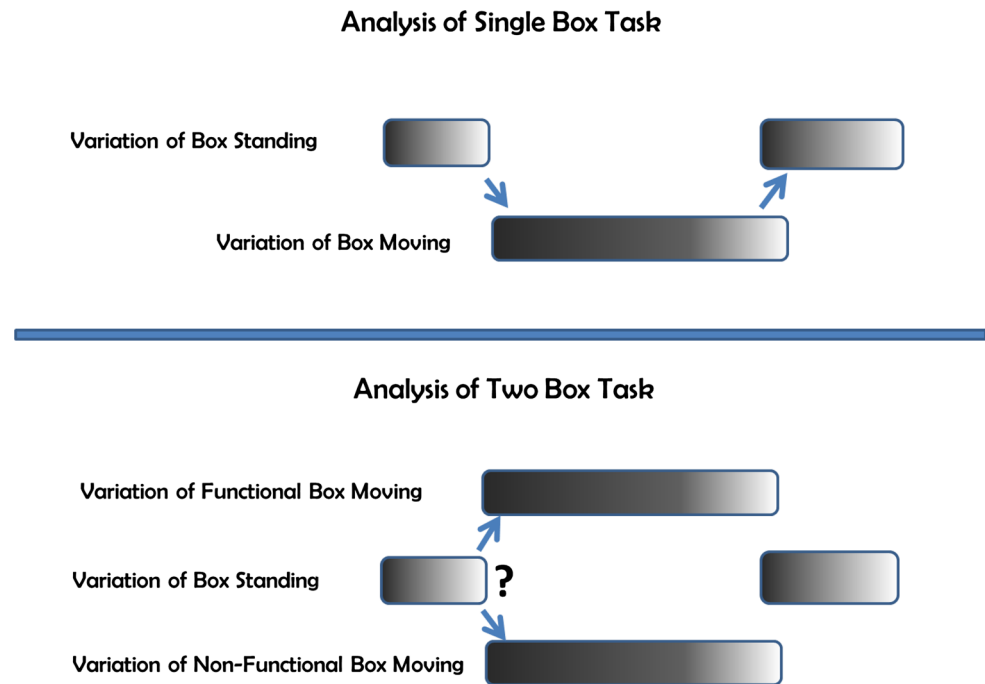 Analysis of Single Box Task
Variation of Box Standing
Variation of Box Moving
Analysis of Two Box Task
Variation of Functional Box Moving
Variation of Box Standing
?
Variation of Non-Functional Box Moving